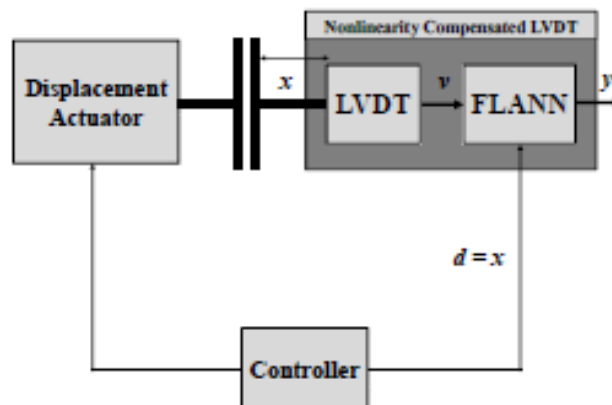 Nonlinearity Compensated LVDT
Displacement
Actuator
x
LVDT
v
FLANN
y
d = x
Controller